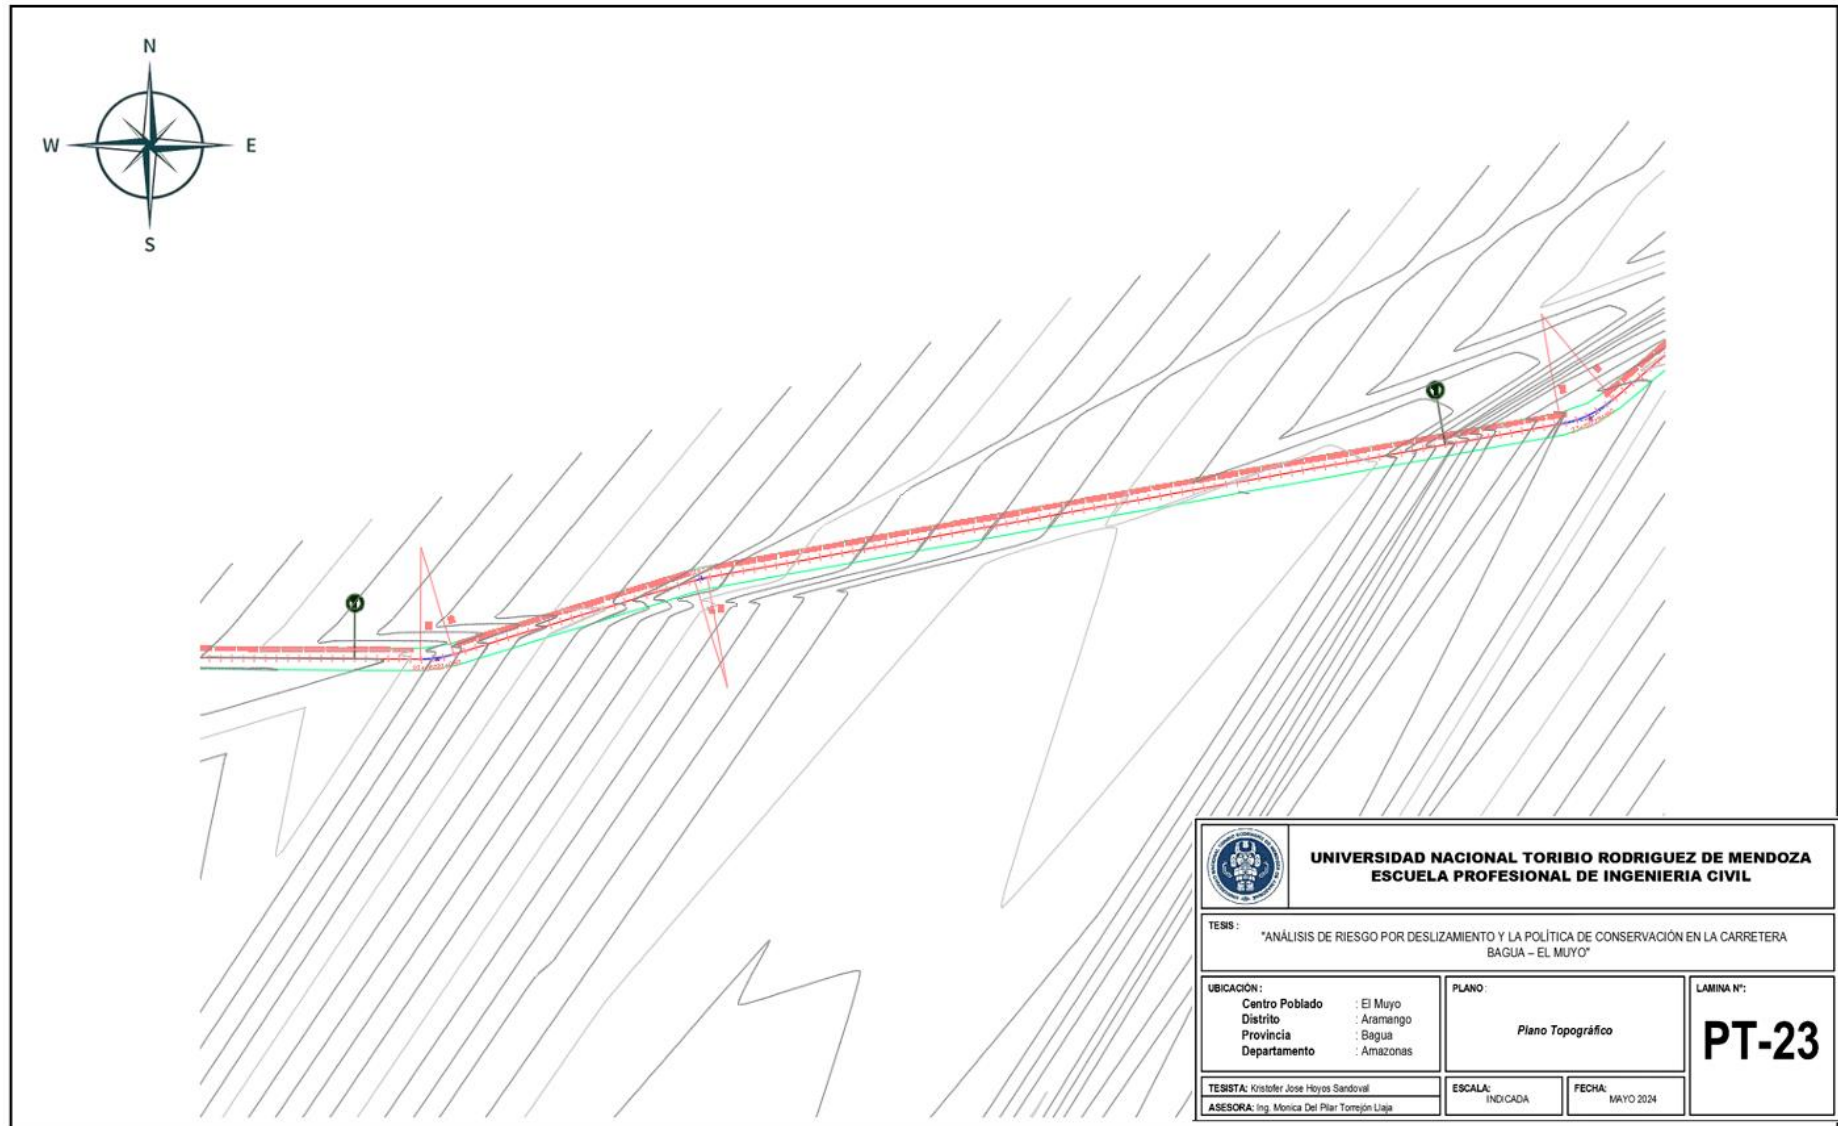 N
W E
S
UNIVERSIDAD NACIONAL TORIBIO RODRIGUEZ DE MENDOZA
ESCUELA PROFESIONAL DE INGENIERIA CIVIL
TESIS :
"ANÁLISIS DE RIESGO POR DESLIZAMIENTO Y LA POLÍTICA DE CONSERVACIÓN EN LA CARRETERA
BAGUA – EL MUYO"
UBICACIÓN :
Centro Poblado : El Muyo
Distrito : Aramango
Provincia : Bagua
Departamento : Amazonas
PLANO :
Plano Topográfico
LAMINA N°:
PT-23
TESISTA: Kristofer Jose Hoyos Sandoval
ASESORA: Ing. Monica Del Pilar Torrejón Llaja
ESCALA:
INDICADA
FECHA:
MAYO 2024